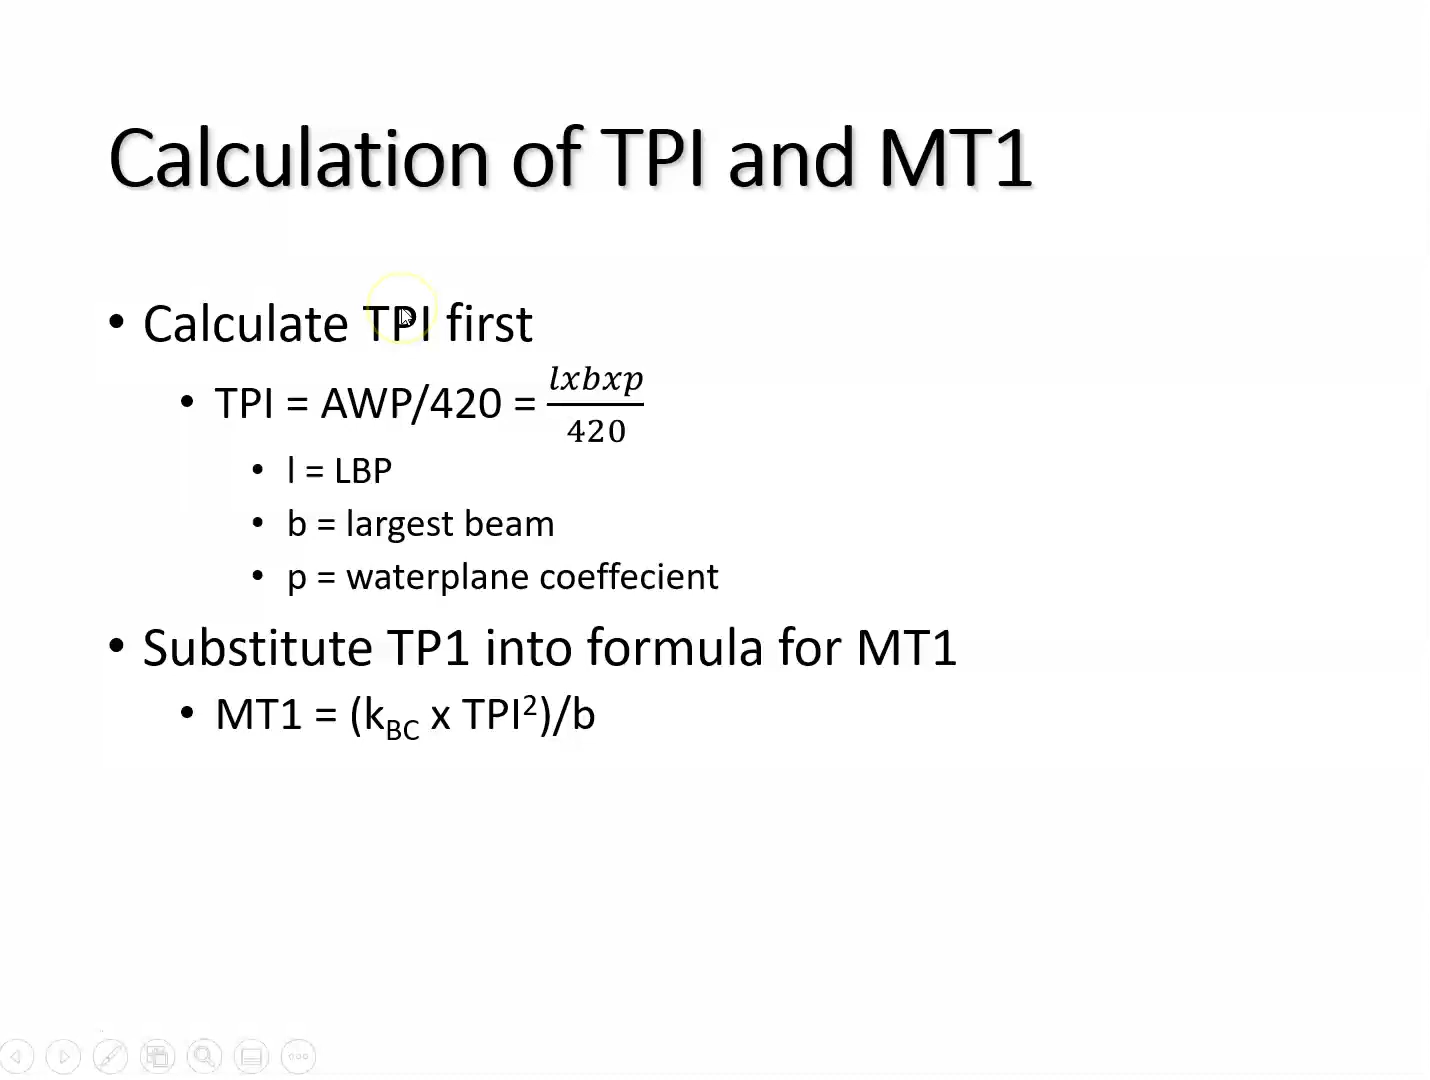 Calculation of TPI and MT1
• Calculate TPI first
• TPI = AWP/420 = lxbxp/420
• l = LBP
• b = largest beam
• p = waterplane coeffecient
• Substitute TP1 into formula for MT1
• MT1 = (k_BC x TPI²)/b